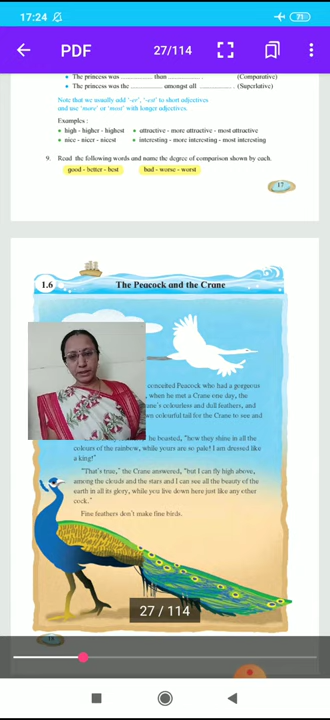 17:24
71
PDF
27/114
• The princess was ............... than ............... . (Comparative)
• The princess was the ............... amongst all ............... . (Superlative)
Note that we usually add '-er', '-est' to short adjectives
and use 'more' or 'most' with longer adjectives.
Examples :
• high - higher - highest • attractive - more attractive - most attractive
• nice - nicer - nicest • interesting - more interesting - most interesting
9. Read the following words and name the degree of comparison shown by each.
good - better - best bad - worse - worst
17
1.6 The Peacock and the Crane
conceited Peacock who had a gorgeous
, when he met a Crane one day, the
ane's colourless and dull feathers, and
wn colourful tail for the Crane to see and
he boasted, "how they shine in all the
colours of the rainbow, while yours are so pale! I am dressed like
a king!"
"That's true," the Crane answered, "but I can fly high above,
among the clouds and the stars and I can see all the beauty of the
earth in all its glory, while you live down here just like any other
cock."
Fine feathers don't make fine birds.
27 / 114
18